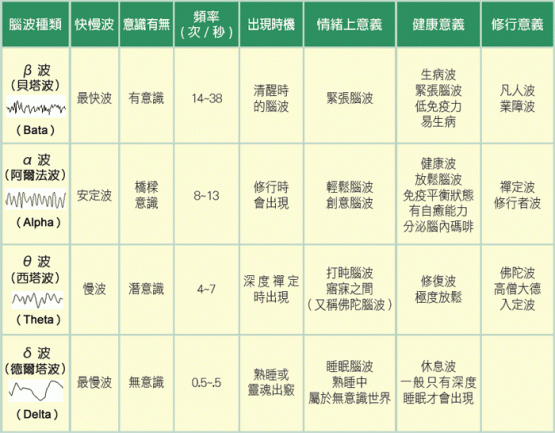 腦波種類 快慢波 意識有無 頻率 出現時機 情緒上意義 健康意義 修行意義
(次/秒)
β 波
(貝塔波)
(Bata)
最快波
有意識
14~38
清醒時
的腦波
緊張腦波
生病波
緊張腦波
低免疫力
易生病
凡人波
業障波
α 波
(阿爾法波)
(Alpha)
安定波
橋樑
意識
8~13
修行時
會出現
輕鬆腦波
創意腦波
健康波
放鬆腦波
免疫平衡狀態
有自癒能力
分泌腦內碼啡
禪定波
修行者波
θ 波
(西塔波)
(Theta)
慢波
潛意識
4~7
深度禪定
時出現
打盹腦波
寤寐之間
(又稱佛陀腦波)
修復波
極度放鬆
佛陀波
高僧大德
入定波
δ 波
(德爾塔波)
(Delta)
最慢波
無意識
0.5~.5
熟睡或
靈魂出竅
睡眠腦波
熟睡中
屬於無意識世界
休息波
一般只有深度
睡眠才會出現